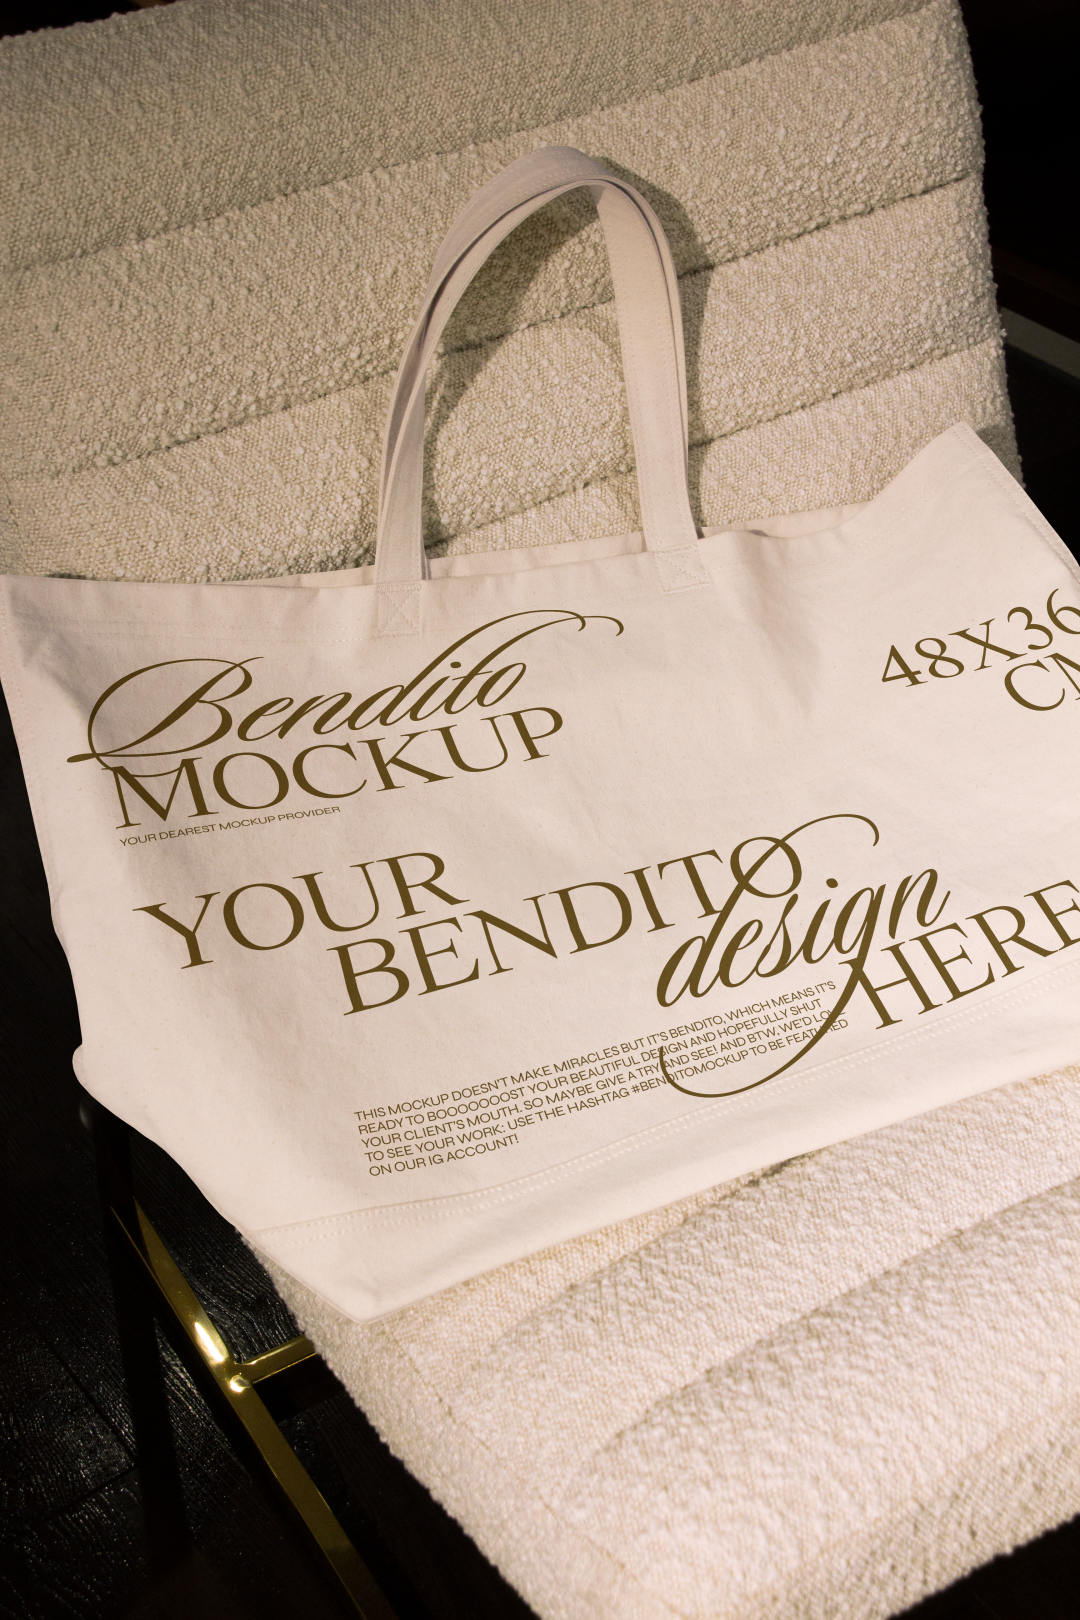 Bendito
MOCKUP
YOUR DEAREST MOCKUP PROVIDER
48X36
CM
YOUR
BENDITO
design
HERE
THIS MOCKUP DOESN'T MAKE MIRACLES BUT IT'S BENDITO, WHICH MEANS IT'S
READY TO BOOOOOOOST YOUR BEAUTIFUL DESIGN AND HOPEFULLY SHUT
YOUR CLIENT'S MOUTH. SO MAYBE GIVE A TRY AND SEE! AND BTW, WE'D LOVE
TO SEE YOUR WORK: USE THE HASHTAG #BENDITOMOCKUP TO BE FEATURED
ON OUR IG ACCOUNT!